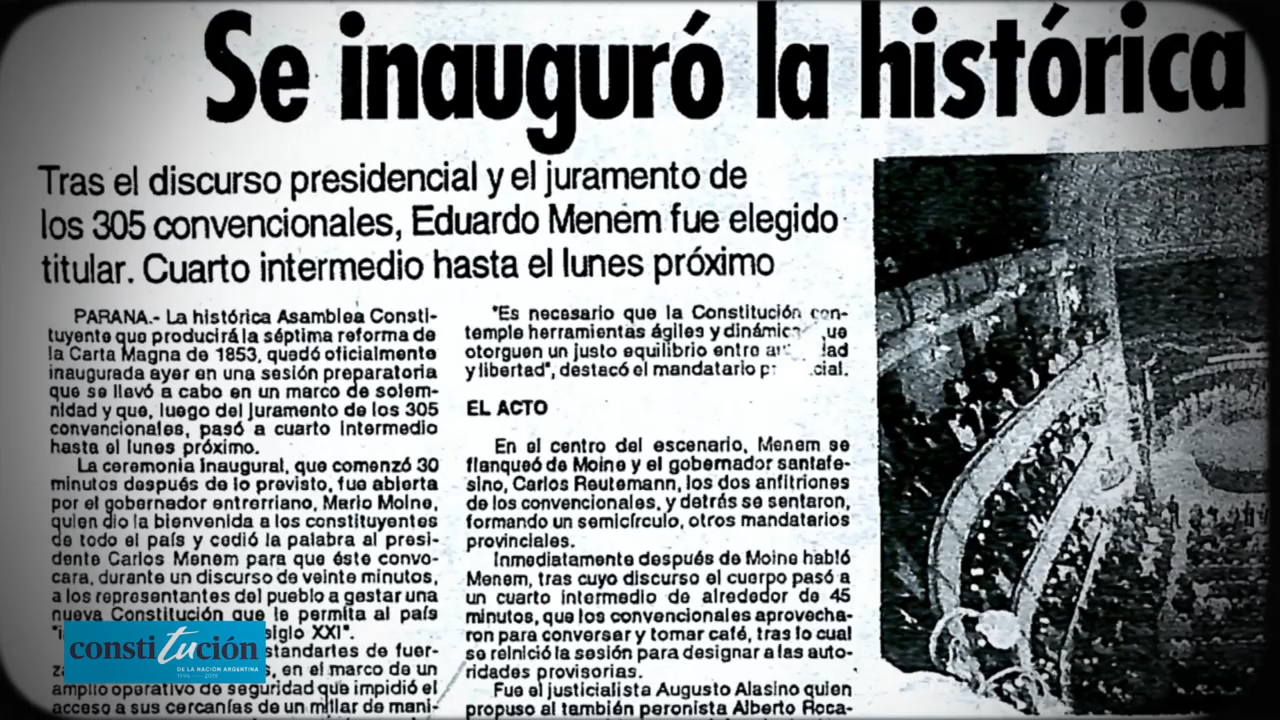 Se inauguró la histórica
Tras el discurso presidencial y el juramento de
los 305 convencionales, Eduardo Menem fue elegido
titular. Cuarto intermedio hasta el lunes próximo
PARANA.- La histórica Asamblea Consti-
tuyente que producirá la séptima reforma de
la Carta Magna de 1853, quedó oficialmente
inaugurada ayer en una sesión preparatoria
que se llevó a cabo en un marco de solem-
nidad y que, luego del juramento de los 305
convencionales, pasó a cuarto intermedio
hasta el lunes próximo.
La ceremonia inaugural, que comenzó 30
minutos después de lo previsto, fue abierta
por el gobernador entrerriano, Mario Moine,
quien dio la bienvenida a los constituyentes
de todo el país y cedió la palabra al presi-
dente Carlos Menem para que éste convo-
cara, durante un discurso de veinte minutos,
a los representantes del pueblo a gestar una
nueva Constitución que le permita al país
siglo XXI".
standartes de fuer-
en el marco de un
amplio operativo de seguridad que impidió el
acceso a sus cercanías de un millar de mani-
"Es necesario que la Constitución con-
temple herramientas ágiles y dinámic ue
otorguen un justo equilibrio entre dad
y libertad", destacó el mandatario cial.
EL ACTO
En el centro del escenario, Menem se
flanqueó de Moine y el gobernador santafe-
sino, Carlos Reutemann, los dos anfitriones
de los convencionales, y detrás se sentaron,
formando un semicírculo, otros mandatarios
provinciales.
Inmediatamente después de Moine habló
Menem, tras cuyo discurso el cuerpo pasó a
un cuarto intermedio de alrededor de 45
minutos, que los convencionales aprovecha-
ron para conversar y tomar café, tras lo cual
se reinició la sesión para designar a las auto-
ridades provisorias.
Fue el justicialista Augusto Alasino quien
propuso al también peronista Alberto Roca-
constitución
DE LA NACIÓN ARGENTINA
1994 2019